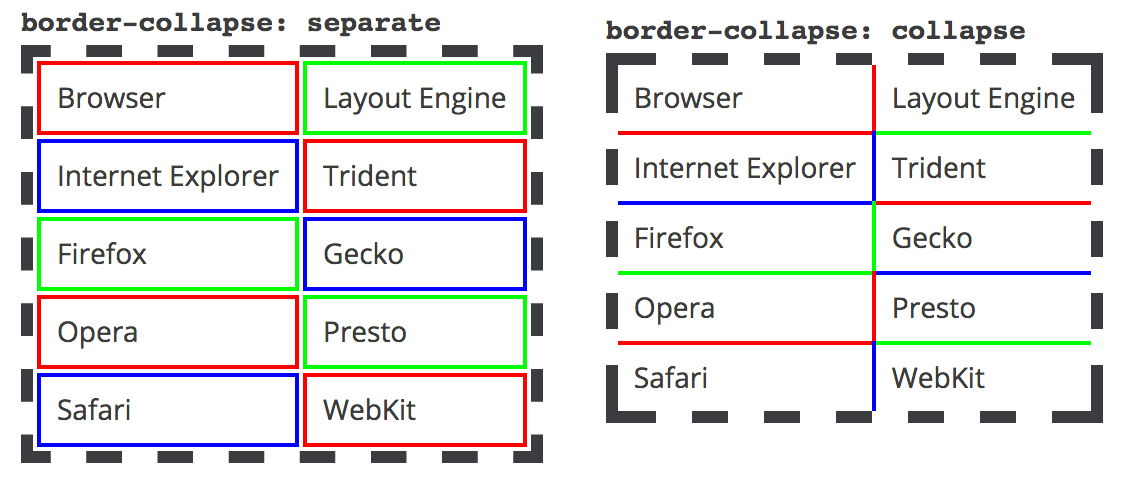 border-collapse: separate
Browser Layout Engine
Internet Explorer Trident
Firefox Gecko
Opera Presto
Safari WebKit
border-collapse: collapse
Browser Layout Engine
Internet Explorer Trident
Firefox Gecko
Opera Presto
Safari WebKit